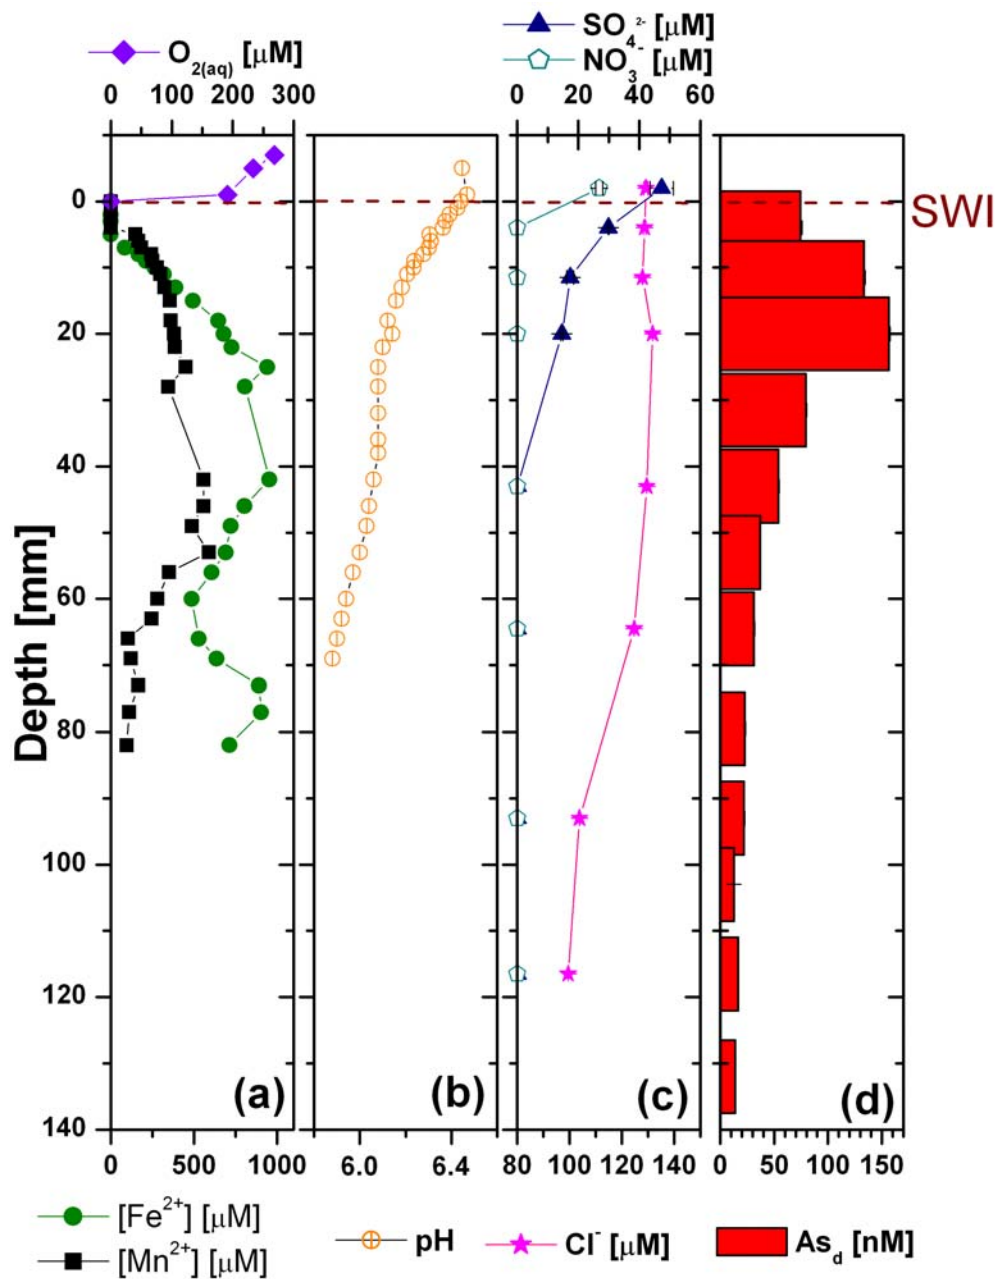 O2(aq) [μM]
0 100 200 300
SO4 2- [μM]
NO3- [μM]
0 20 40 60
Depth [mm]
0
20
40
60
80
100
120
140
SWI
(a)
(b)
(c)
(d)
0 500 1000
6.0 6.4
80 100 120 140
0 50 100 150
[Fe2+] [μM]
[Mn2+] [μM]
pH
Cl- [μM]
Asd [nM]